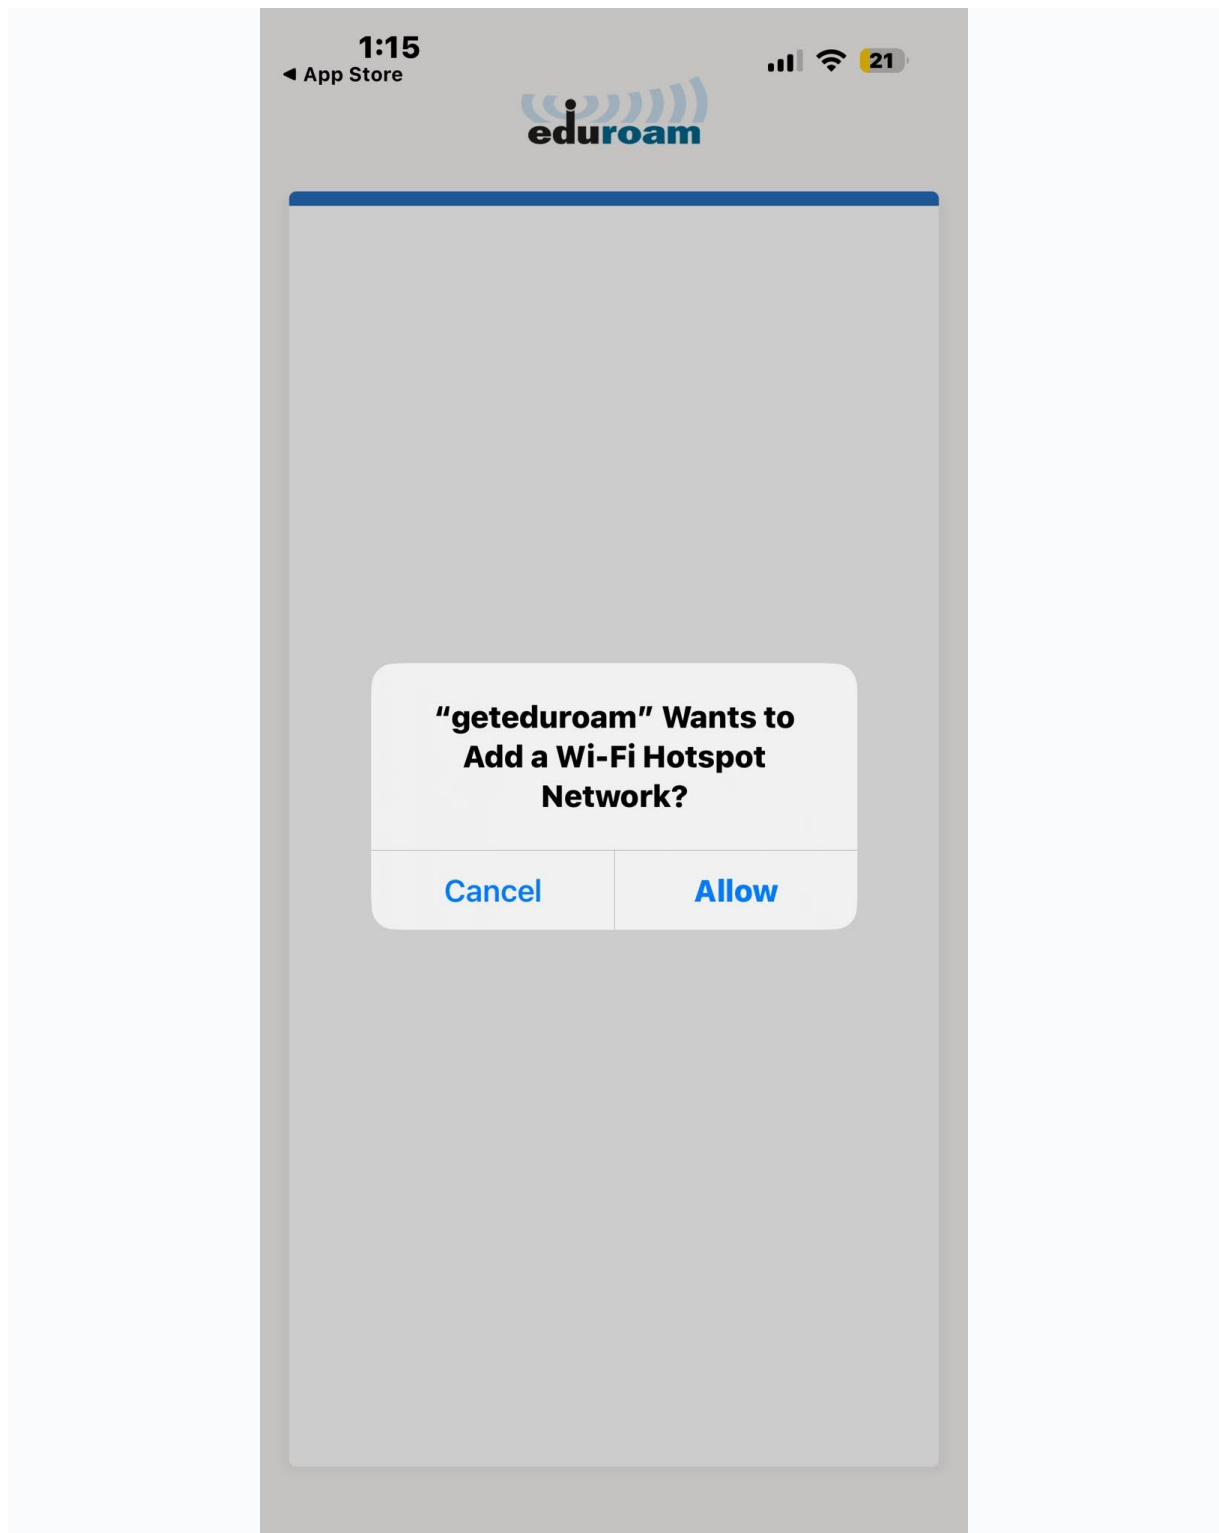 1:15
◀ App Store
21
eduroam
“geteduroam” Wants to
Add a Wi-Fi Hotspot
Network?
Cancel
Allow